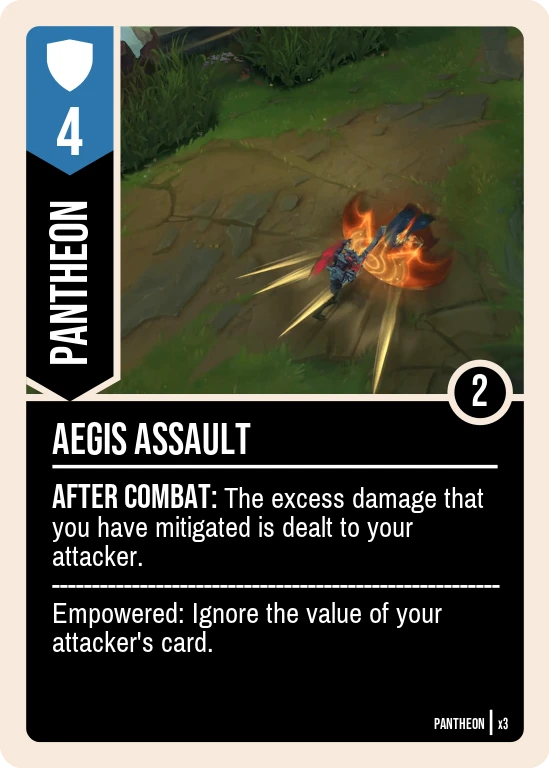 4
PANTHEON
2
AEGIS ASSAULT
AFTER COMBAT: The excess damage that
you have mitigated is dealt to your
attacker.
Empowered: Ignore the value of your
attacker's card.
PANTHEON | x3